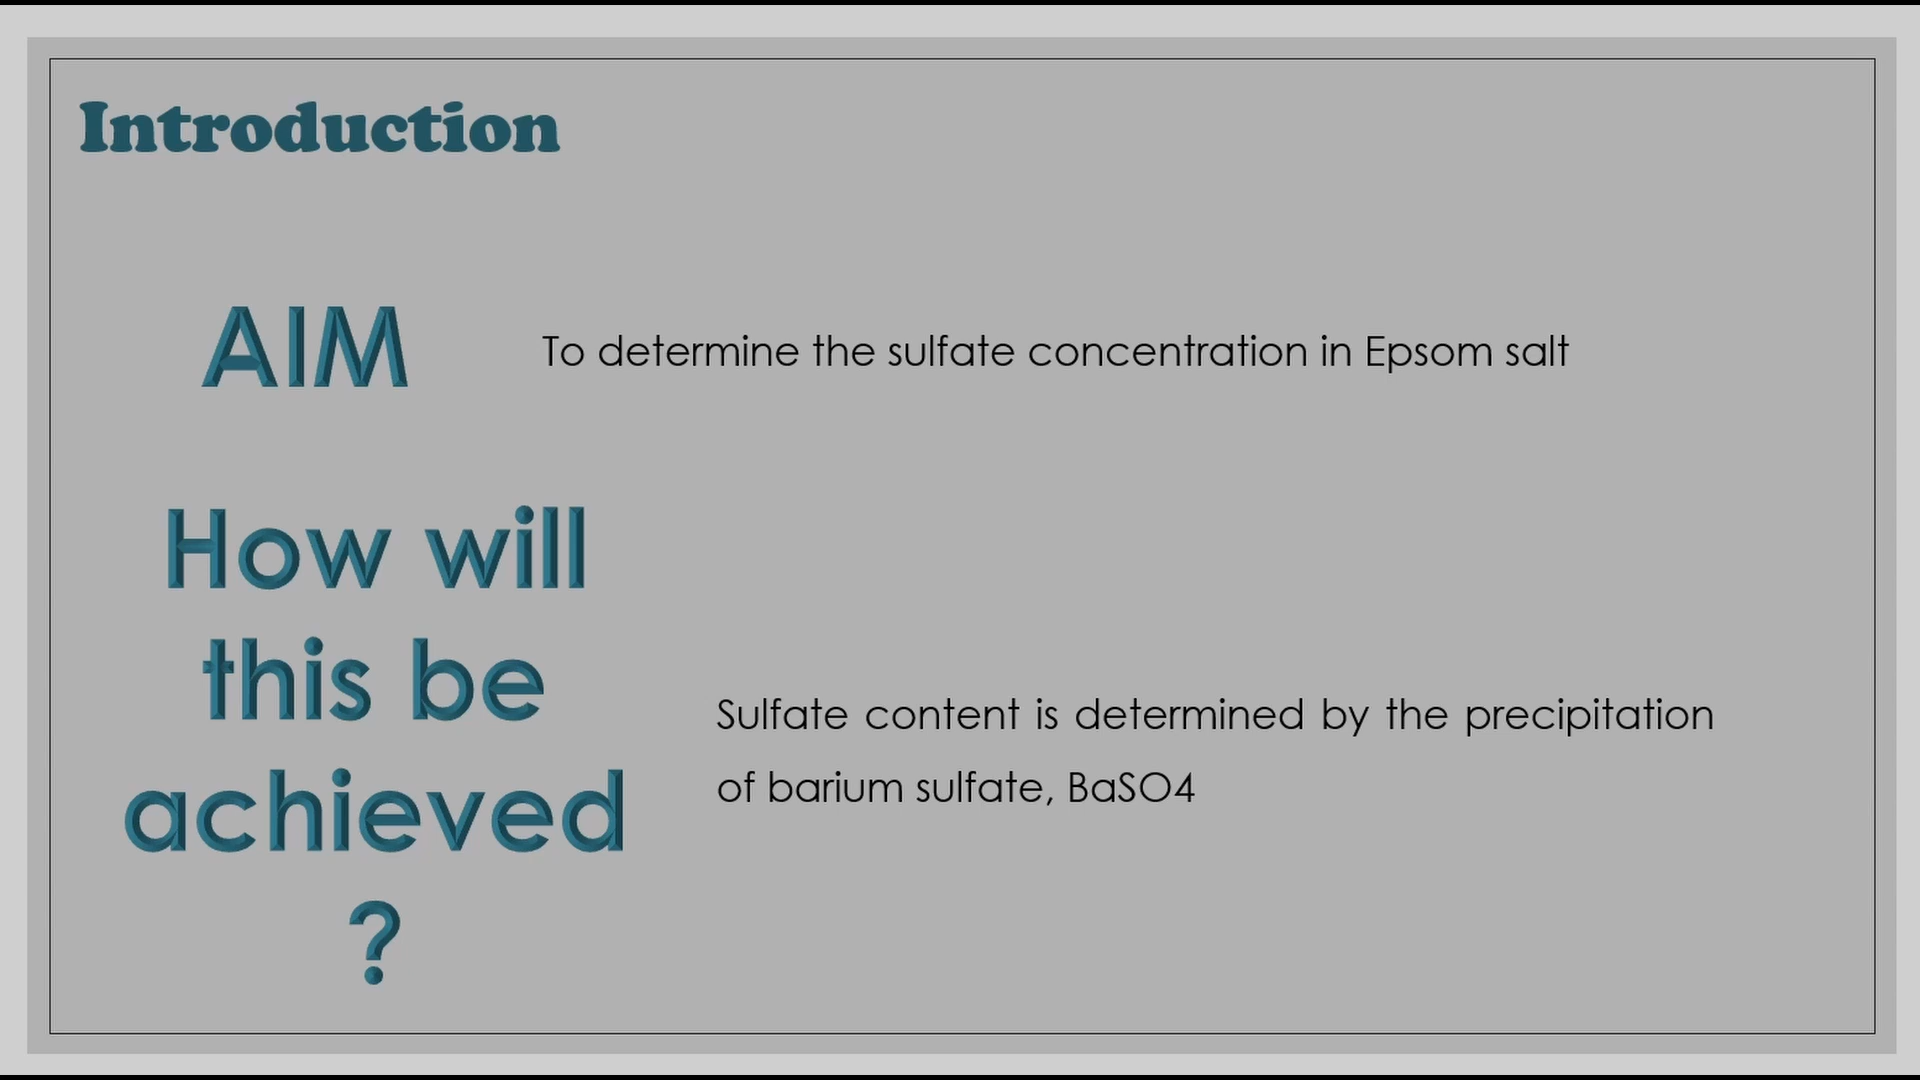 Introduction
AIM
To determine the sulfate concentration in Epsom salt
How will
this be
achieved
?
Sulfate content is determined by the precipitation
of barium sulfate, BaSO4